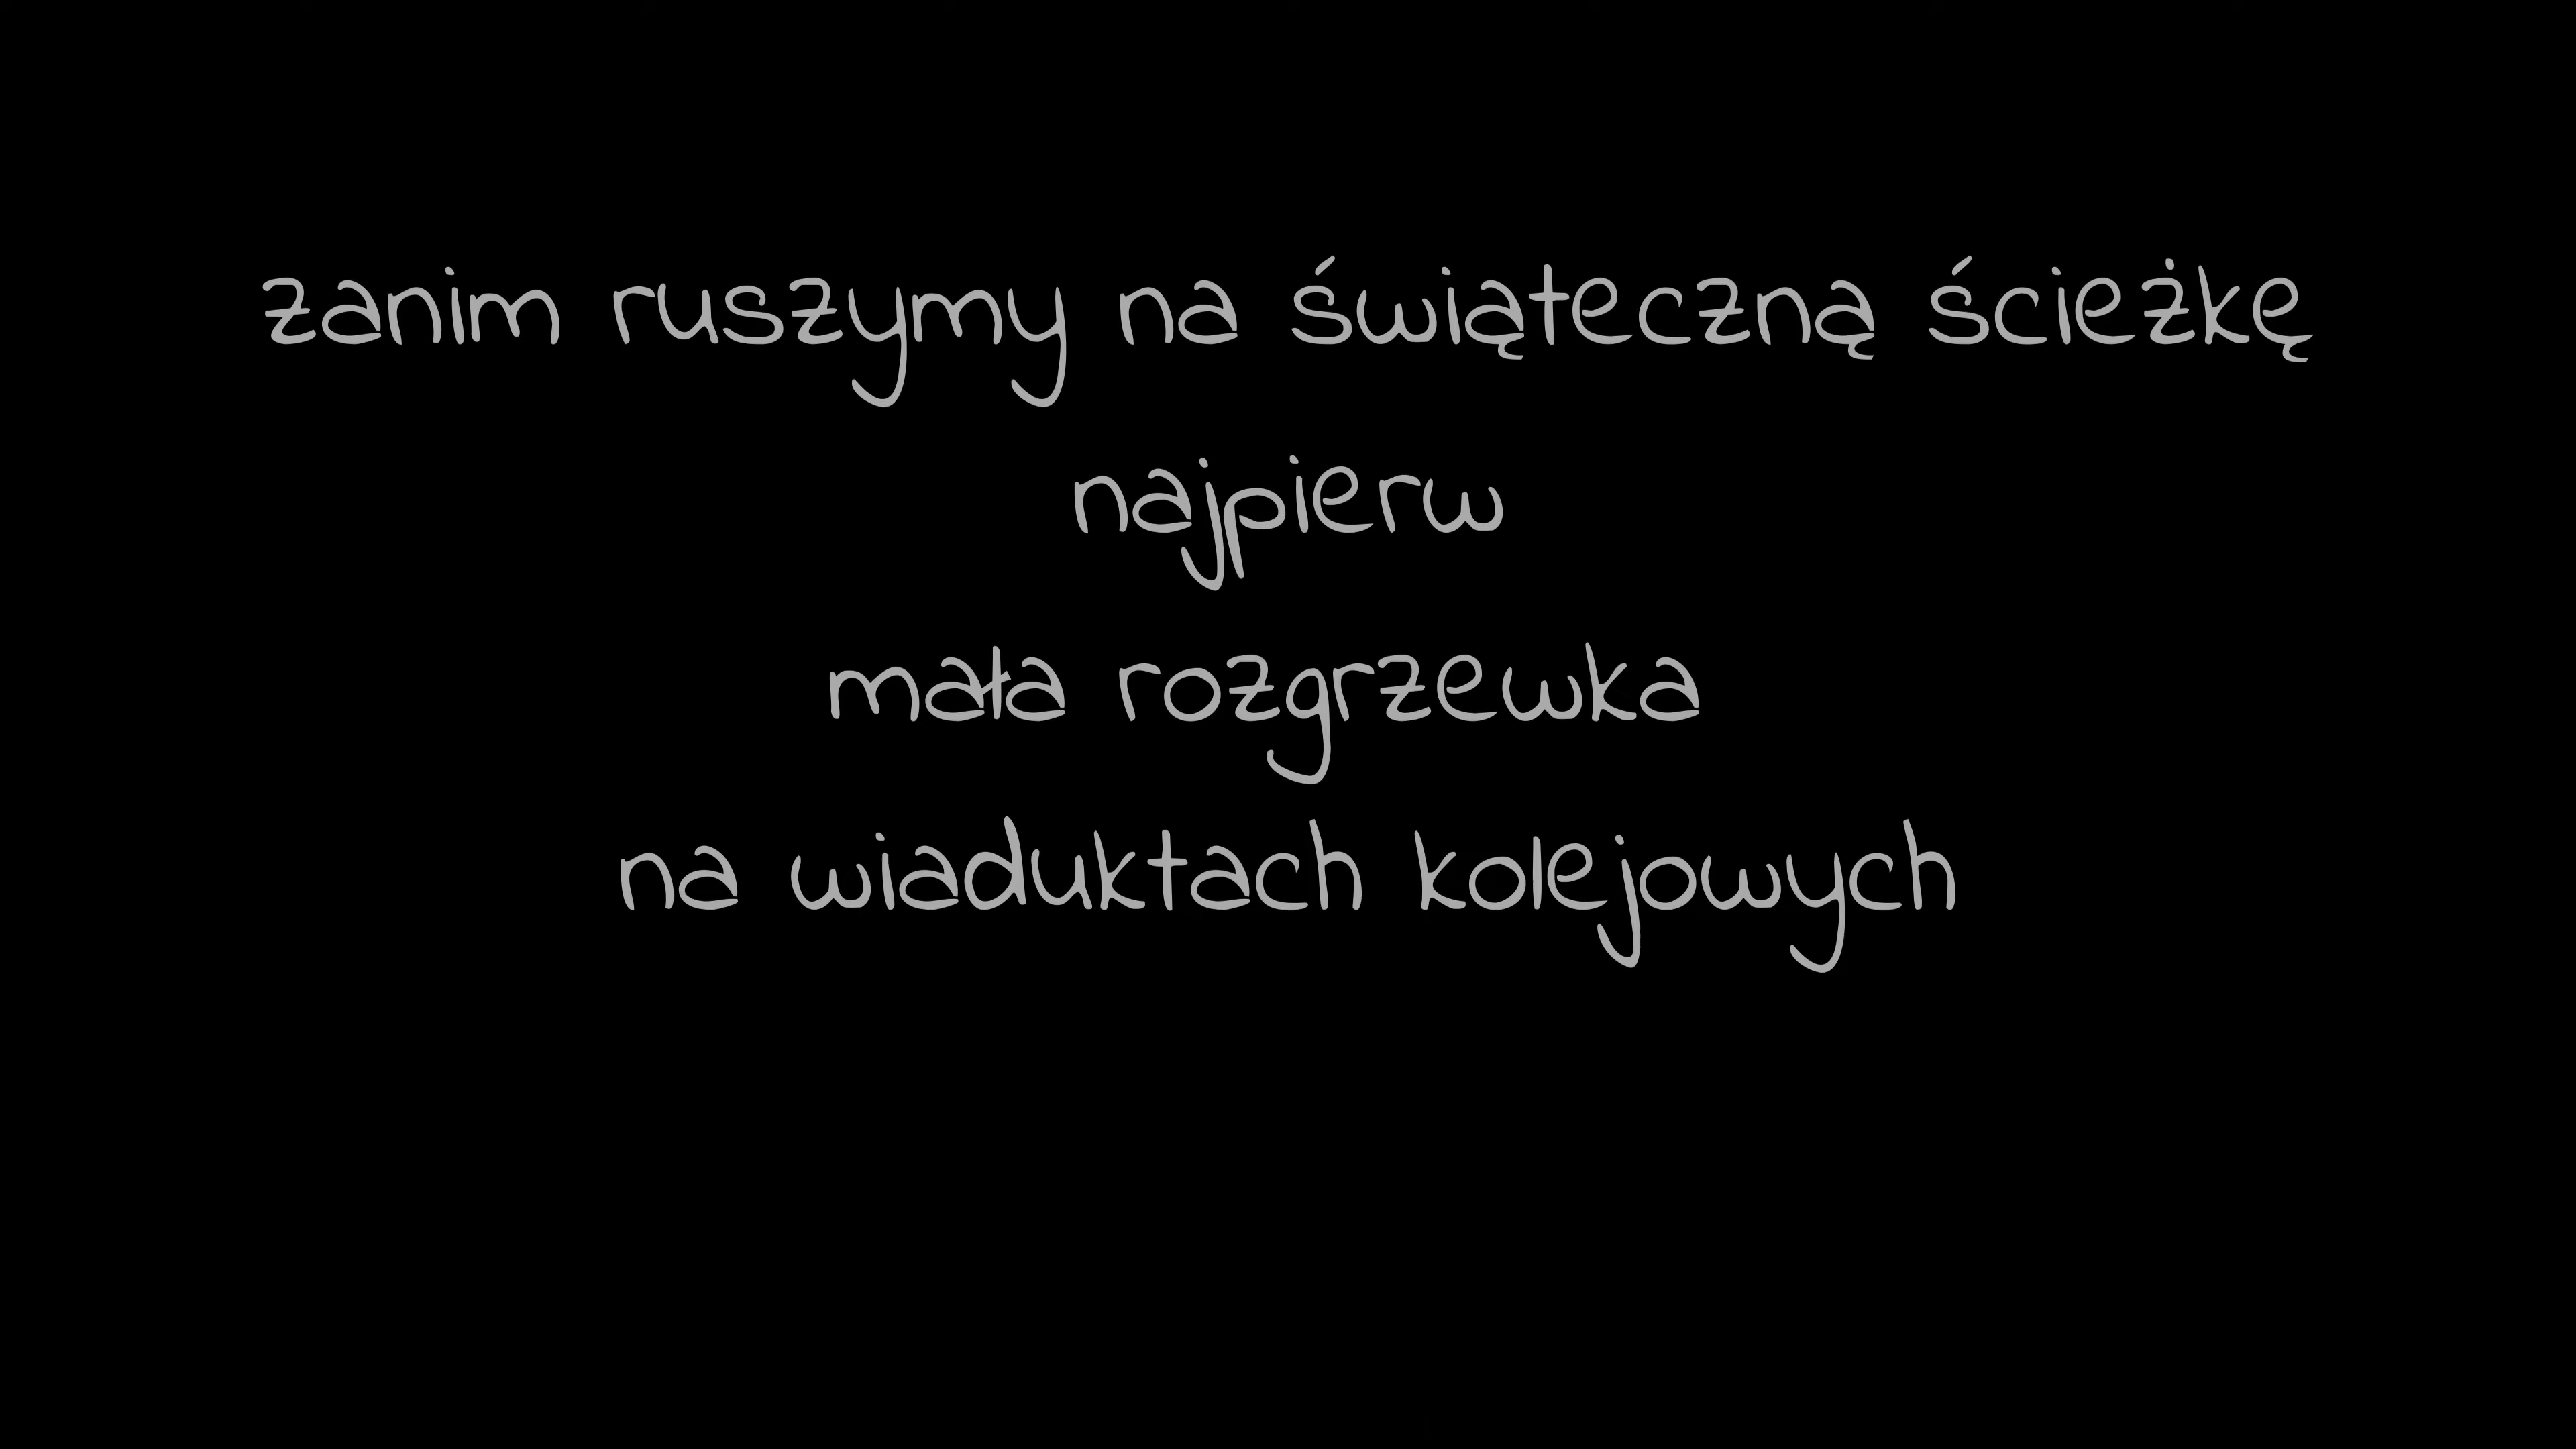 zanim ruszymy na świąteczną ścieżkę
najpierw
mała rozgrzewka
na wiaduktach kolejowych